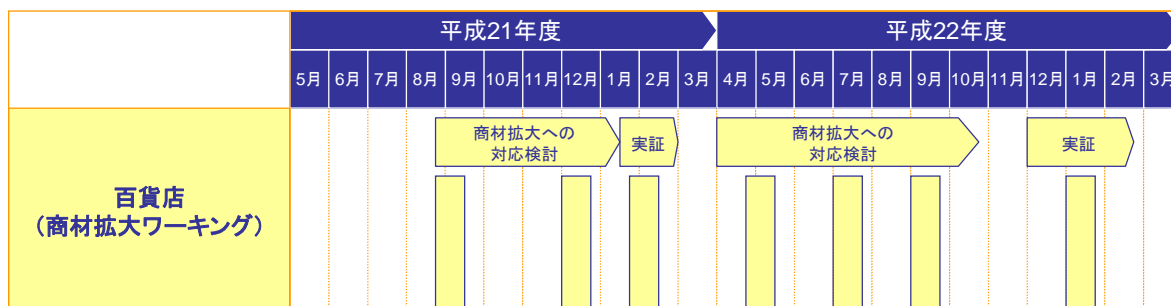 平成21年度 平成22年度
5月 6月 7月 8月 9月 10月 11月 12月 1月 2月 3月 4月 5月 6月 7月 8月 9月 10月 11月 12月 1月 2月 3月
商材拡大への 実証 商材拡大への 実証
対応検討 対応検討
百貨店
（商材拡大ワーキング）